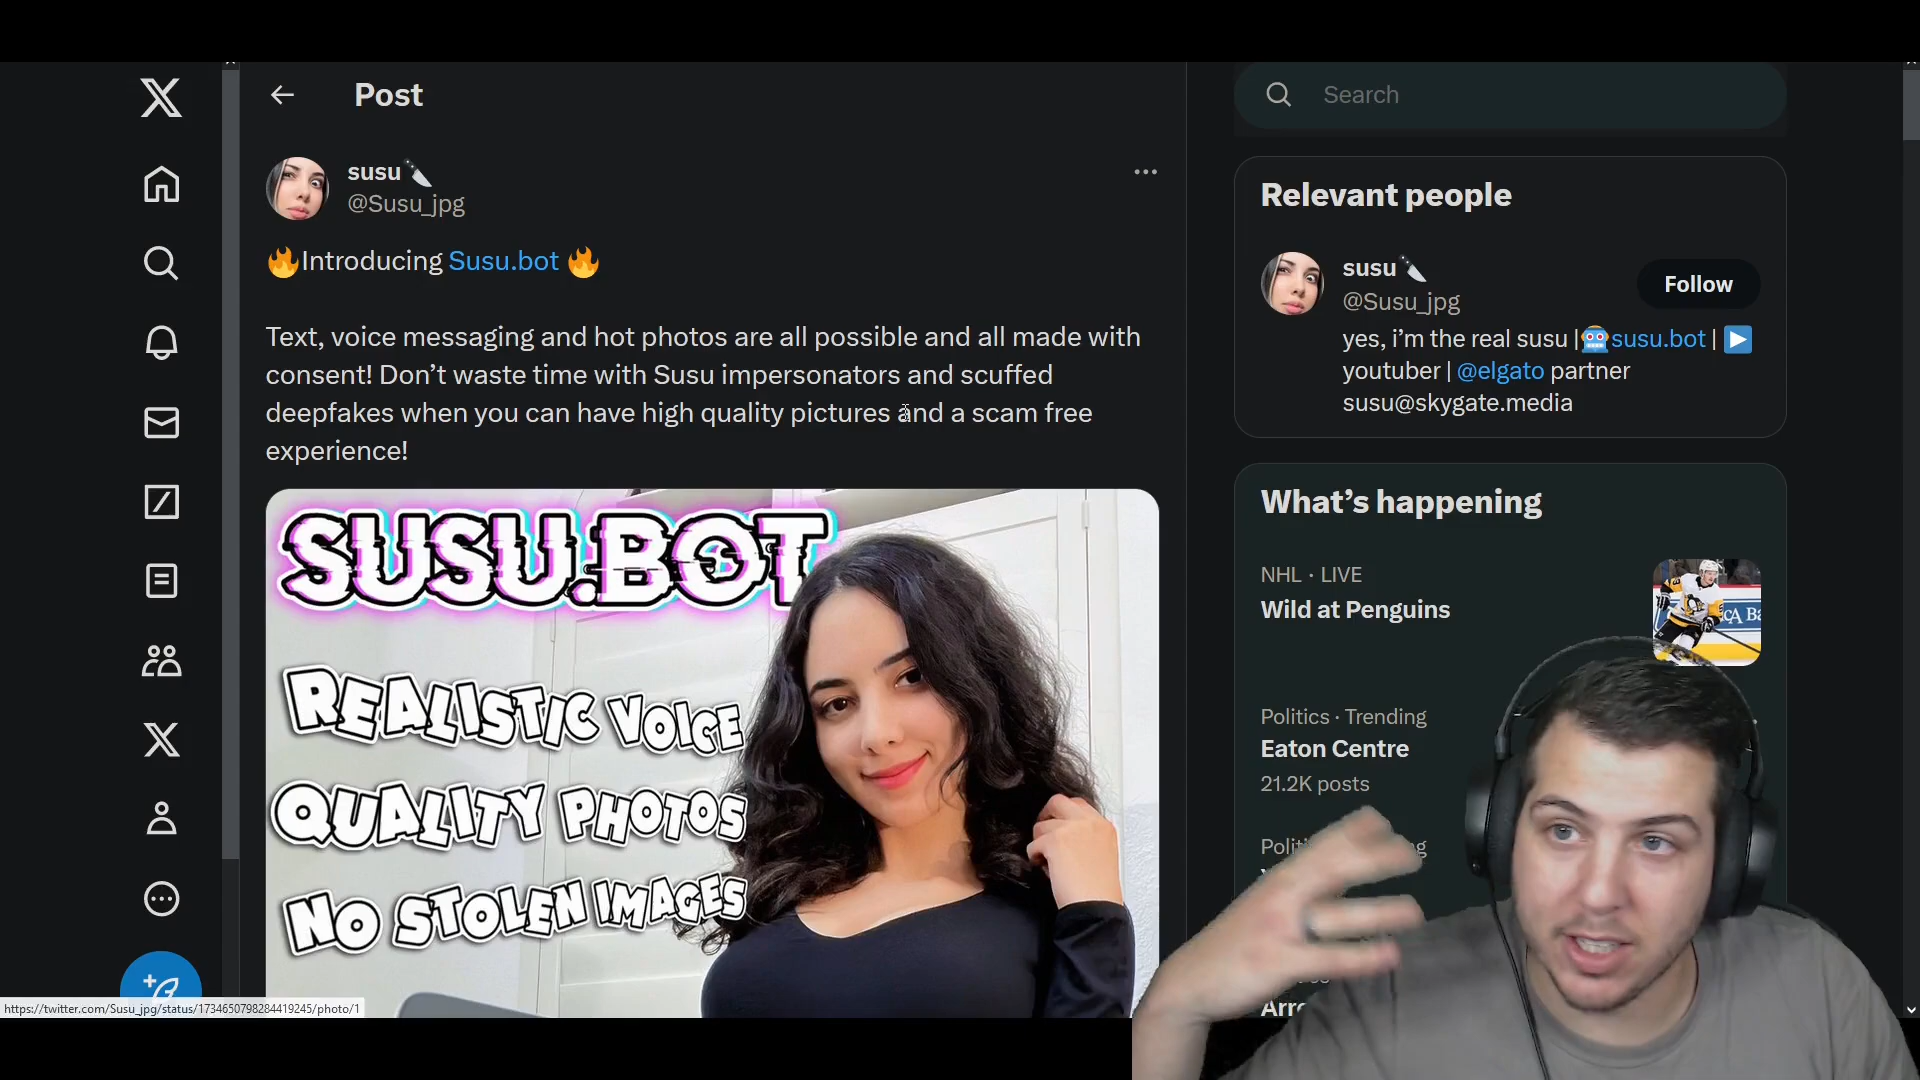 Post
susu🔪
@Susu_jpg
🔥Introducing Susu.bot 🔥
Text, voice messaging and hot photos are all possible and all made with
consent! Don’t waste time with Susu impersonators and scuffed
deepfakes when you can have high quality pictures and a scam free
experience!
SUSU.BOT
REALISTIC VOICE
QUALITY PHOTOS
NO STOLEN IMAGES
https://twitter.com/Susu_jpg/status/1734650798284419245/photo/1
Search
Relevant people
susu🔪
@Susu_jpg
Follow
yes, i’m the real susu |🤖susu.bot | ▶️
youtuber | @elgato partner
susu@skygate.media
What’s happening
NHL · LIVE
Wild at Penguins
Politics · Trending
Eaton Centre
21.2K posts